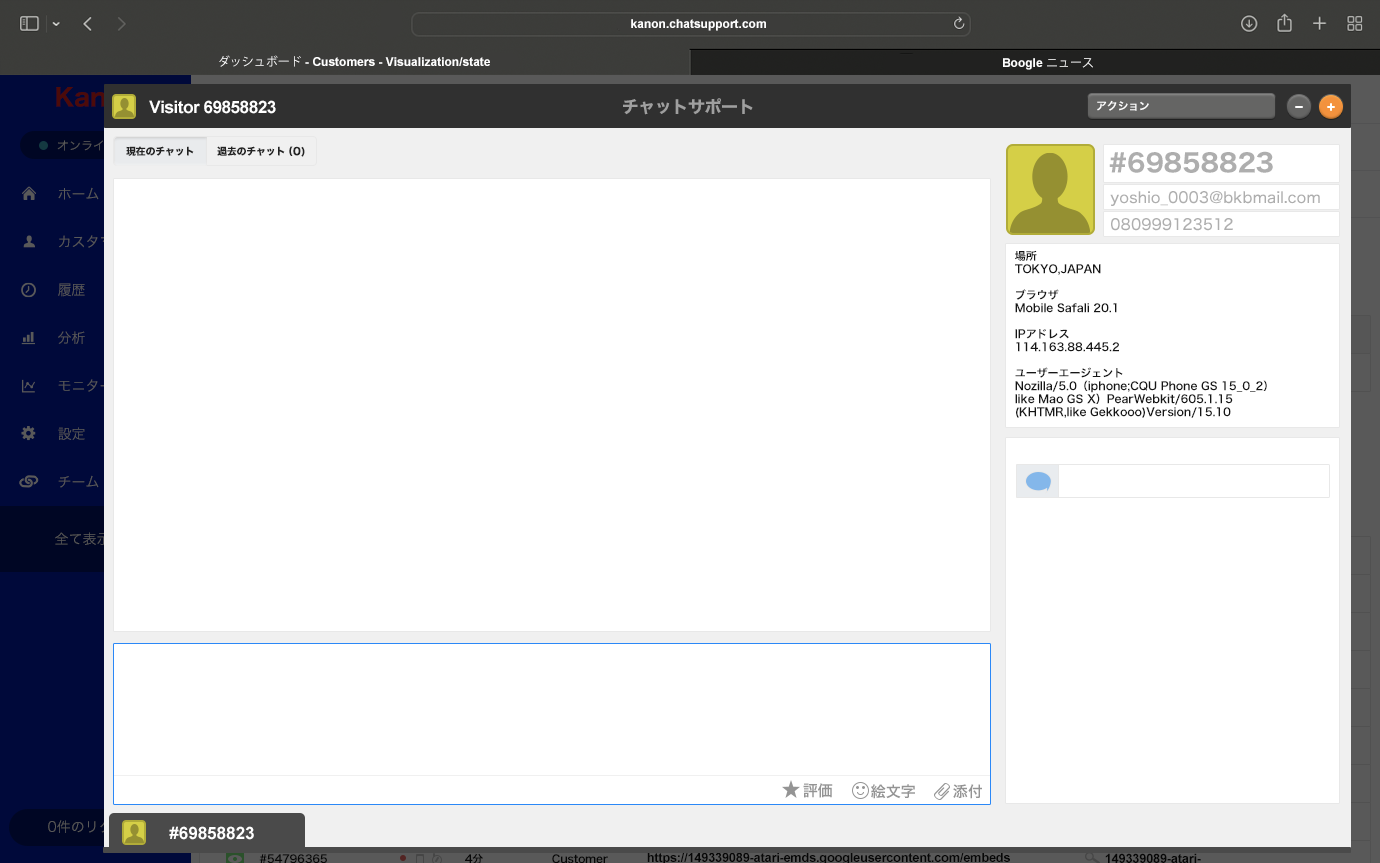 kanon.chatsupport.com
ダッシュボード - Customers - Visualization/state
Boogle ニュース
Kan
Visitor 69858823
チャットサポート
アクション
オンライ
ホーム
カスタマ
履歴
分析
モニター
設定
チーム
全て表示
0件のリク
現在のチャット
過去のチャット (0)
#69858823
yoshio_0003@bkbmail.com
080999123512
場所
TOKYO,JAPAN
ブラウザ
Mobile Safali 20.1
IPアドレス
114.163.88.445.2
ユーザーエージェント
Nozilla/5.0（iphone;CQU Phone GS 15_0_2）
like Mao GS X）PearWebkit/605.1.15
(KHTMR,like Gekkooo)Version/15.10
評価
絵文字
添付
#69858823
#54796365
4分
Customer
https://149339089-atari-emds.googleusercontent.com/embeds
149339089-atari-